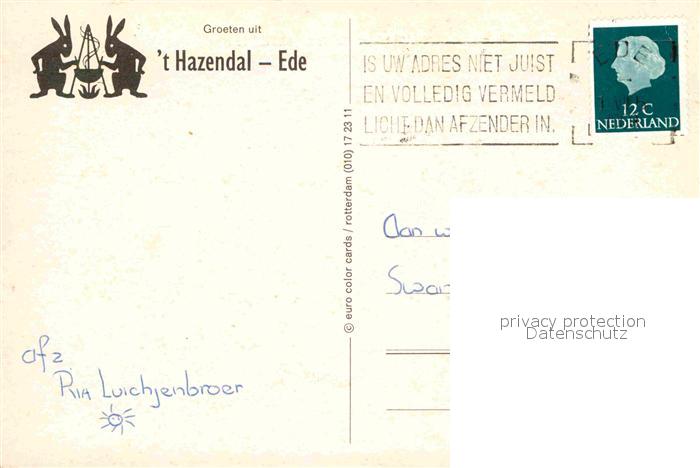 Groeten uit
't Hazendal – Ede
IS UW ADRES NIET JUIST
EN VOLLEDIG VERMELD
LICHT DAN AFZENDER IN.
EDE
12 C
NEDERLAND
© euro color cards / rotterdam (010) 17 23 11
Aan
privacy protection
Datenschutz
afz
Ria Luichjenbroer